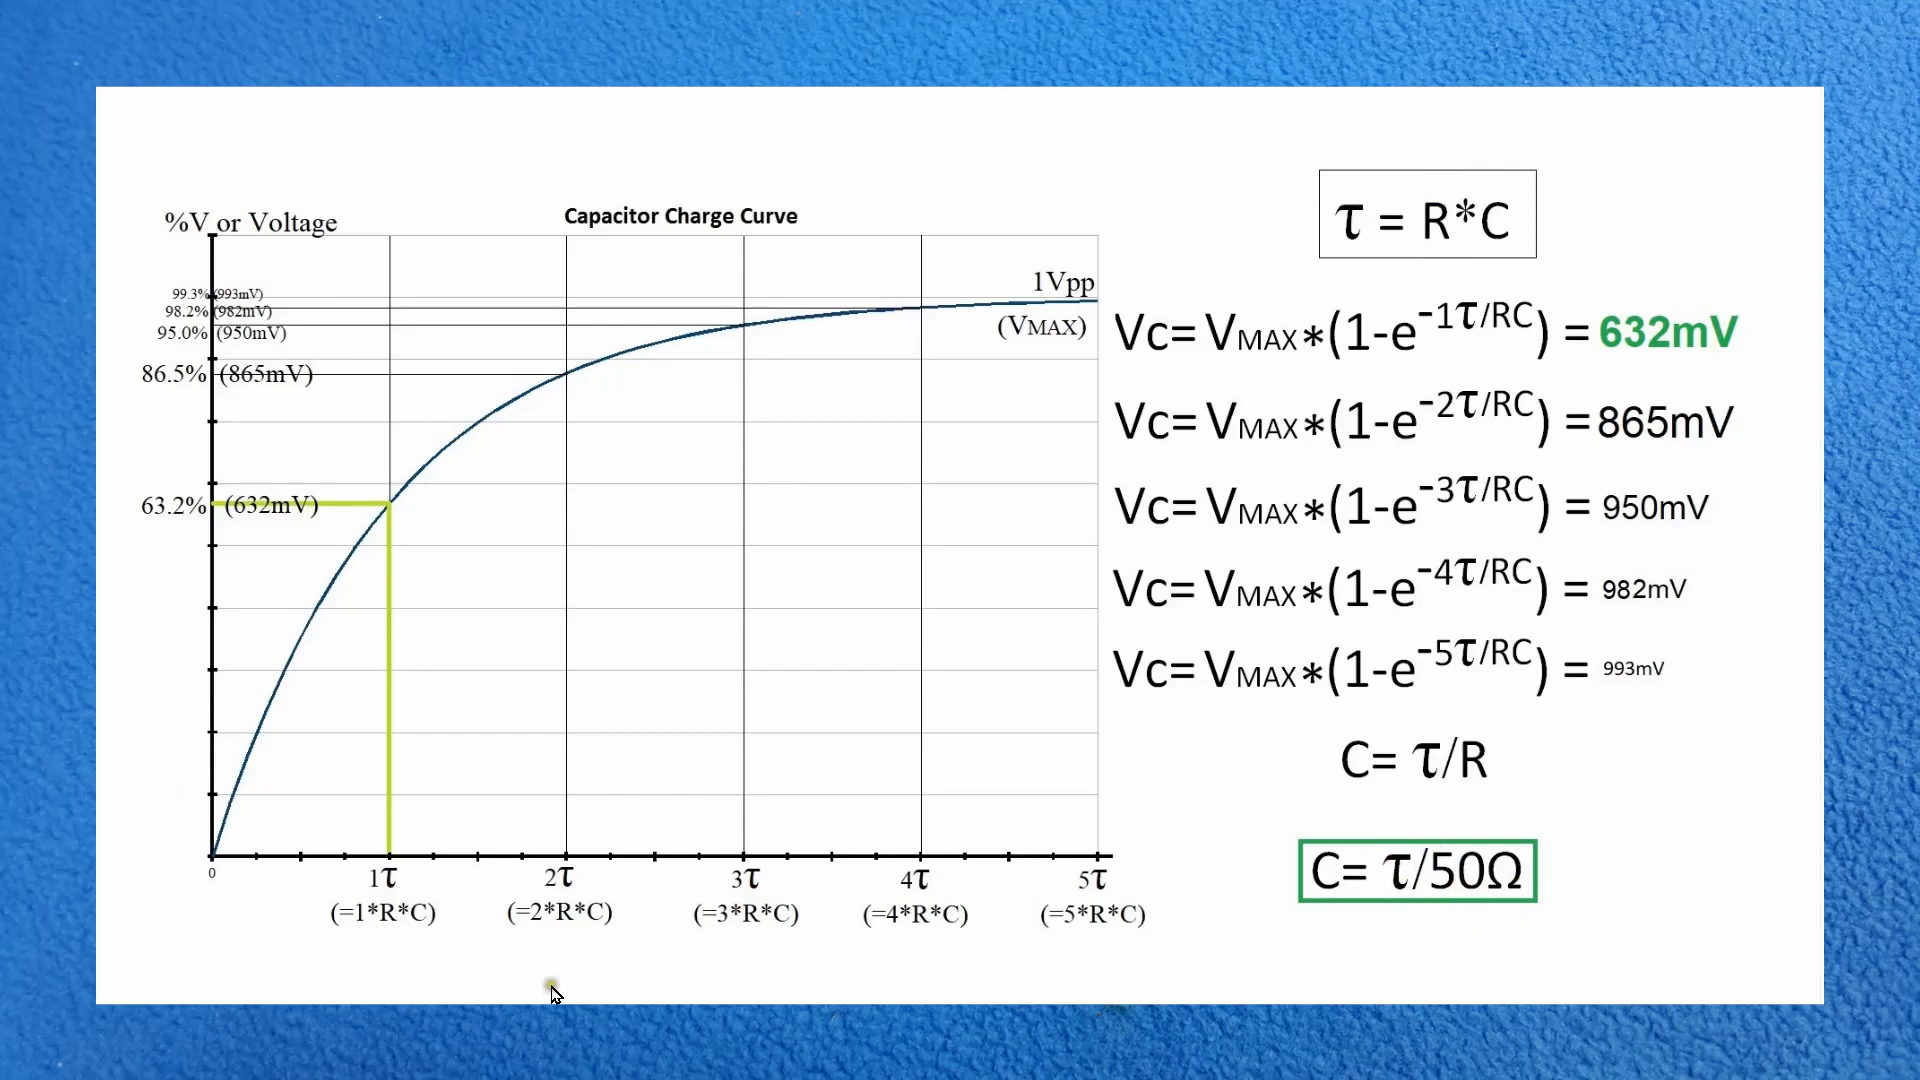 Capacitor Charge Curve
%V or Voltage
99.3% (993mV)
98.2% (982mV)
95.0% (950mV)
86.5% (865mV)
63.2% (632mV)
1Vpp
(VMAX)
0 1τ 2τ 3τ 4τ 5τ
(=1*R*C) (=2*R*C) (=3*R*C) (=4*R*C) (=5*R*C)
τ = R*C
Vc= VMAX*(1-e^-1τ/RC) = 632mV
Vc= VMAX*(1-e^-2τ/RC) = 865mV
Vc= VMAX*(1-e^-3τ/RC) = 950mV
Vc= VMAX*(1-e^-4τ/RC) = 982mV
Vc= VMAX*(1-e^-5τ/RC) = 993mV
C= τ/R
C= τ/50Ω